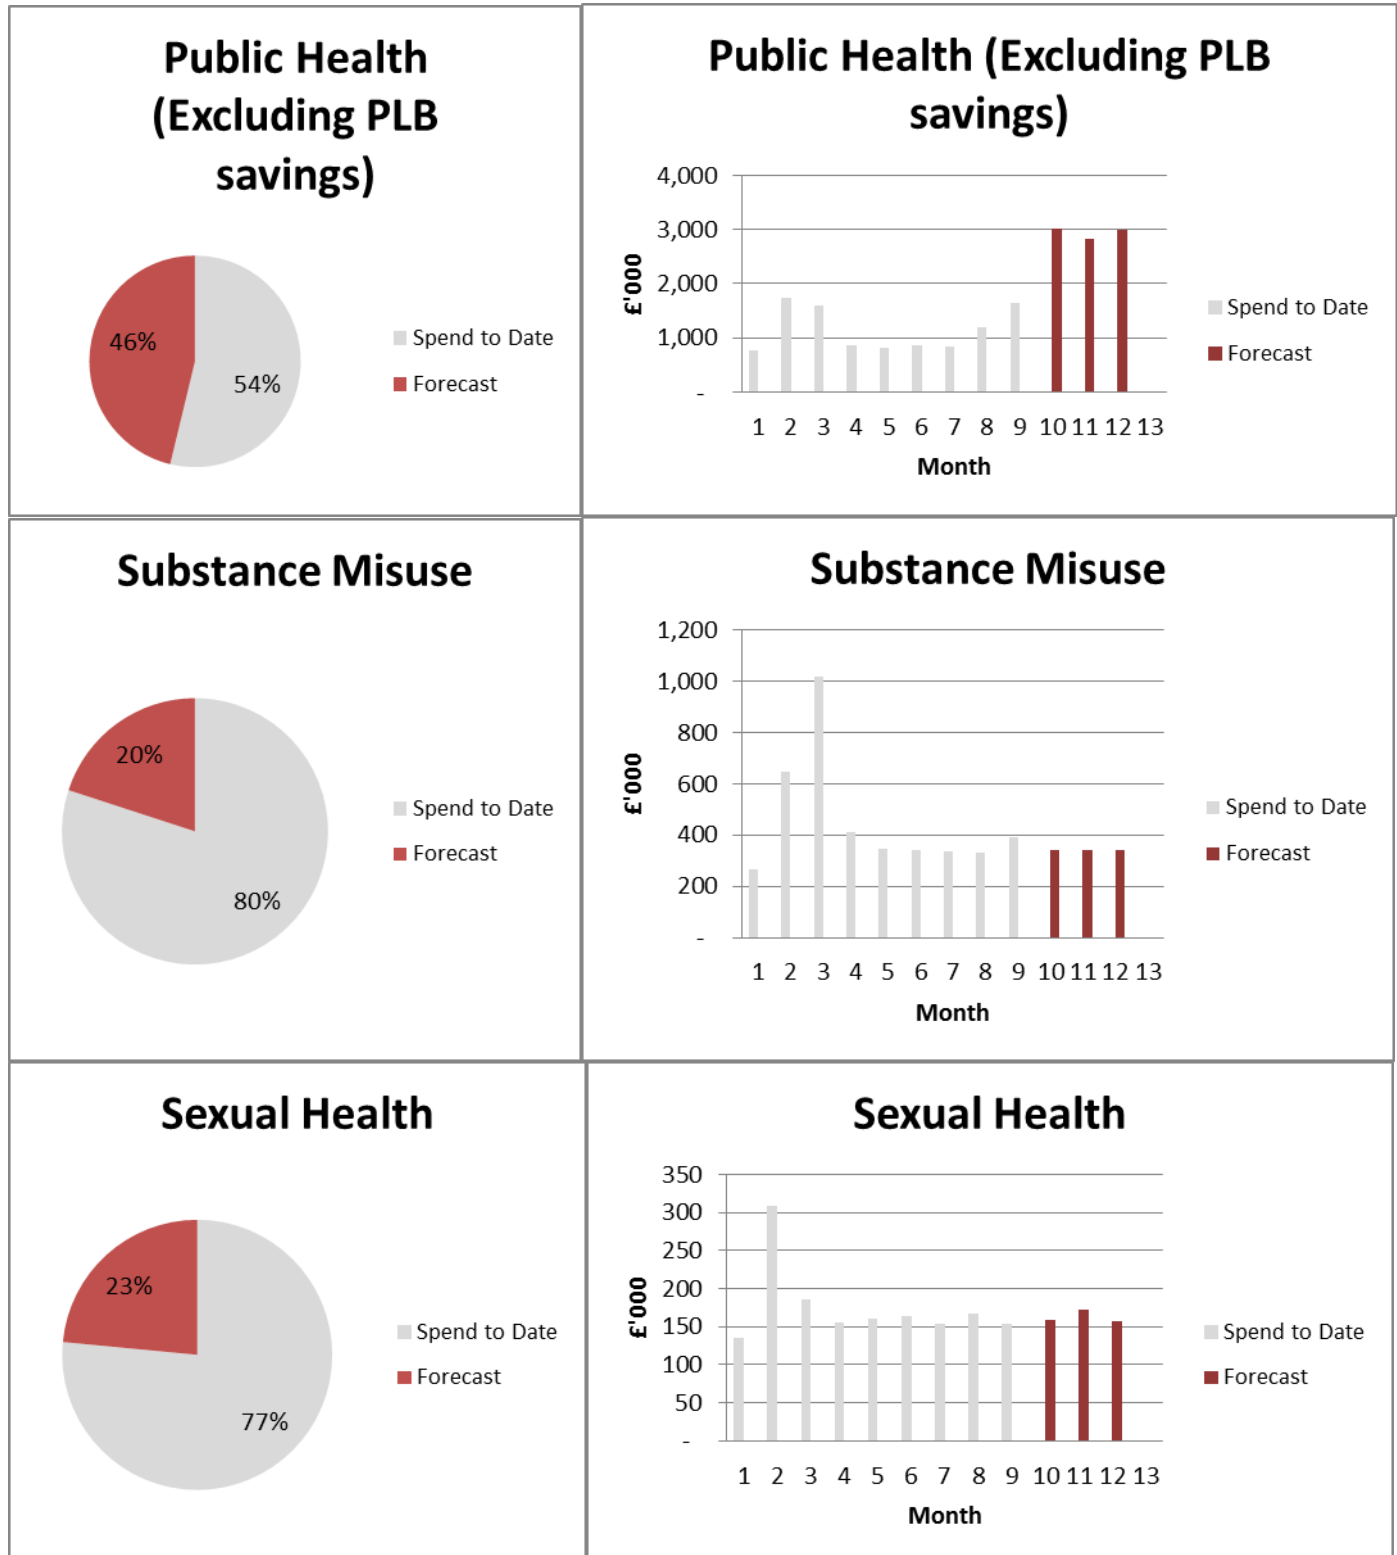 Public Health
(Excluding PLB
savings)
46%
54%
Spend to Date
Forecast
Public Health (Excluding PLB
savings)
4,000
3,000
2,000
1,000
-
£'000
1 2 3 4 5 6 7 8 9 10 11 12 13
Month
Spend to Date
Forecast
Substance Misuse
20%
80%
Spend to Date
Forecast
Substance Misuse
1,200
1,000
800
600
400
200
-
£'000
1 2 3 4 5 6 7 8 9 10 11 12 13
Month
Spend to Date
Forecast
Sexual Health
23%
77%
Spend to Date
Forecast
Sexual Health
350
300
250
200
150
100
50
-
£'000
1 2 3 4 5 6 7 8 9 10 11 12 13
Month
Spend to Date
Forecast